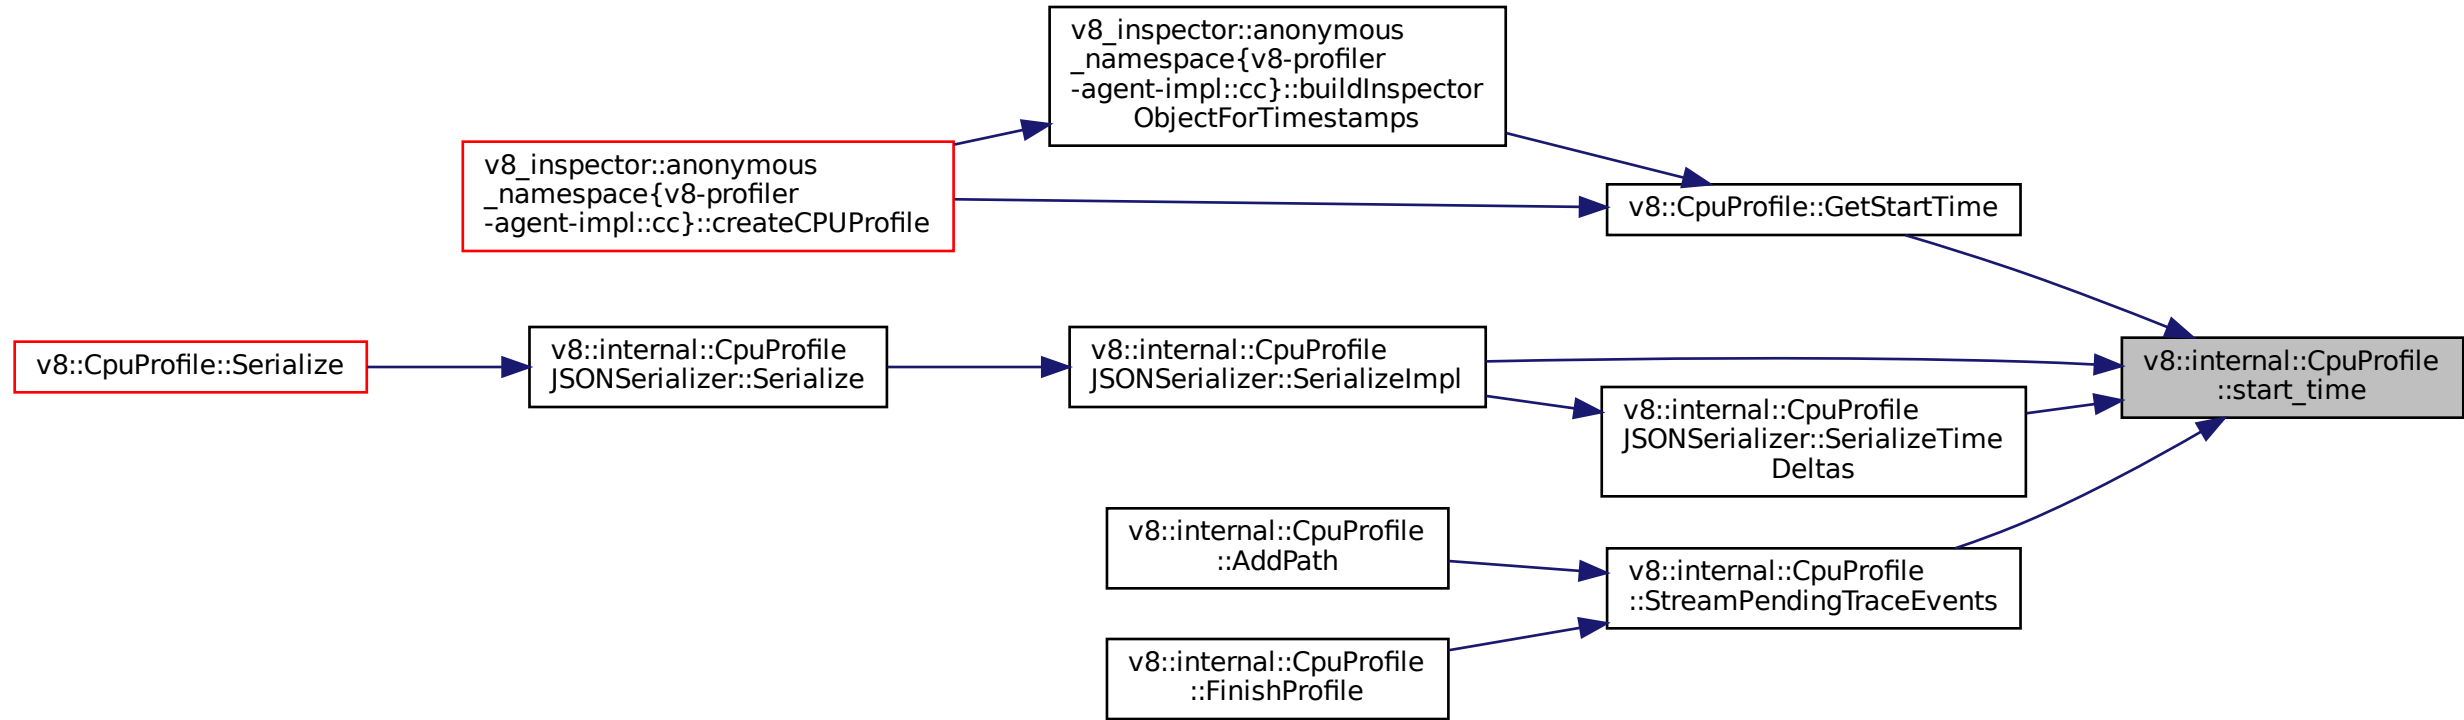 v8_inspector::anonymous
_namespace{v8-profiler
-agent-impl::cc}::buildInspector
ObjectForTimestamps
v8_inspector::anonymous
_namespace{v8-profiler
-agent-impl::cc}::createCPUProfile
v8::CpuProfile::GetStartTime
v8::CpuProfile::Serialize
v8::internal::CpuProfile
JSONSerializer::Serialize
v8::internal::CpuProfile
JSONSerializer::SerializeImpl
v8::internal::CpuProfile
::start_time
v8::internal::CpuProfile
JSONSerializer::SerializeTime
Deltas
v8::internal::CpuProfile
::AddPath
v8::internal::CpuProfile
::StreamPendingTraceEvents
v8::internal::CpuProfile
::FinishProfile